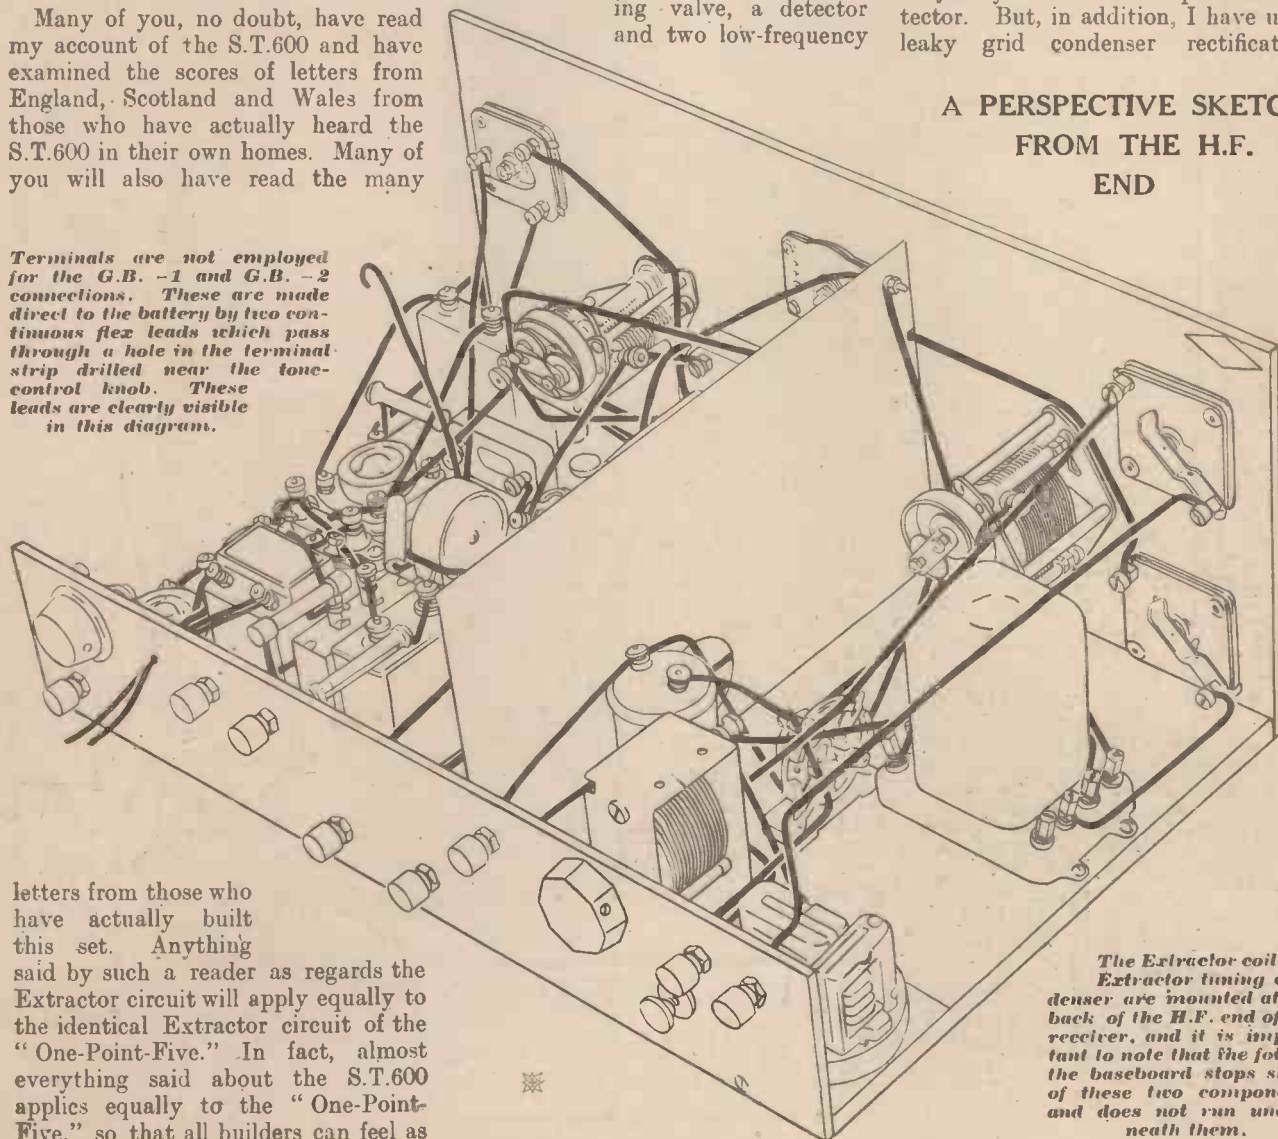 Many of you, no doubt, have read
my account of the S.T.600 and have
examined the scores of letters from
England, Scotland and Wales from
those who have actually heard the
S.T.600 in their own homes. Many of
you will also have read the many
ing valve, a detector
and two low-frequency
tector. But, in addition, I have u
leaky grid condenser rectificat
A PERSPECTIVE SKETC
FROM THE H.F.
END
Terminals are not employed
for the G.B. -1 and G.B. -2
connections. These are made
direct to the battery by two con-
tinuous flex leads which pass
through a hole in the terminal
strip drilled near the tone-
control knob. These
leads are clearly visible
in this diagram.
letters from those who
have actually built
this set. Anything
said by such a reader as regards the
Extractor circuit will apply equally to
the identical Extractor circuit of the
"One-Point-Five." In fact, almost
everything said about the S.T.600
applies equally to the "One-Point-
Five," so that all builders can feel as
The Extractor coil
Extractor tuning c
denser are mounted at
back of the H.F. end of
receiver, and it is imp
tant to note that the foi
the baseboard stops s
of these two compon
and does not run und
neath them.